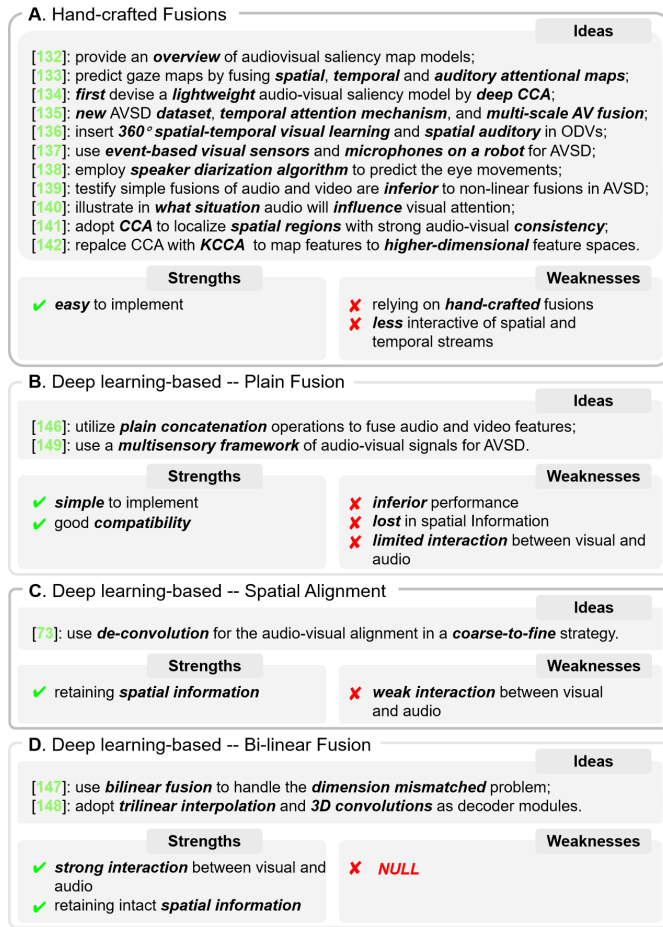 A. Hand-crafted Fusions
Ideas
[132]: provide an overview of audiovisual saliency map models;
[133]: predict gaze maps by fusing spatial, temporal and auditory attentional maps;
[134]: first devise a lightweight audio-visual saliency model by deep CCA;
[135]: new AVSD dataset, temporal attention mechanism, and multi-scale AV fusion;
[136]: insert 360° spatial-temporal visual learning and spatial auditory in ODVs;
[137]: use event-based visual sensors and microphones on a robot for AVSD;
[138]: employ speaker diarization algorithm to predict the eye movements;
[139]: testify simple fusions of audio and video are inferior to non-linear fusions in AVSD;
[140]: illustrate in what situation audio will influence visual attention;
[141]: adopt CCA to localize spatial regions with strong audio-visual consistency;
[142]: repalce CCA with KCCA to map features to higher-dimensional feature spaces.
Strengths
✔ easy to implement
Weaknesses
✘ relying on hand-crafted fusions
✘ less interactive of spatial and
temporal streams
B. Deep learning-based -- Plain Fusion
Ideas
[146]: utilize plain concatenation operations to fuse audio and video features;
[149]: use a multisensory framework of audio-visual signals for AVSD.
Strengths
✔ simple to implement
✔ good compatibility
Weaknesses
✘ inferior performance
✘ lost in spatial Information
✘ limited interaction between visual and
audio
C. Deep learning-based -- Spatial Alignment
Ideas
[73]: use de-convolution for the audio-visual alignment in a coarse-to-fine strategy.
Strengths
✔ retaining spatial information
Weaknesses
✘ weak interaction between visual
and audio
D. Deep learning-based -- Bi-linear Fusion
Ideas
[147]: use bilinear fusion to handle the dimension mismatched problem;
[148]: adopt trilinear interpolation and 3D convolutions as decoder modules.
Strengths
✔ strong interaction between visual and
audio
✔ retaining intact spatial information
Weaknesses
✘ NULL